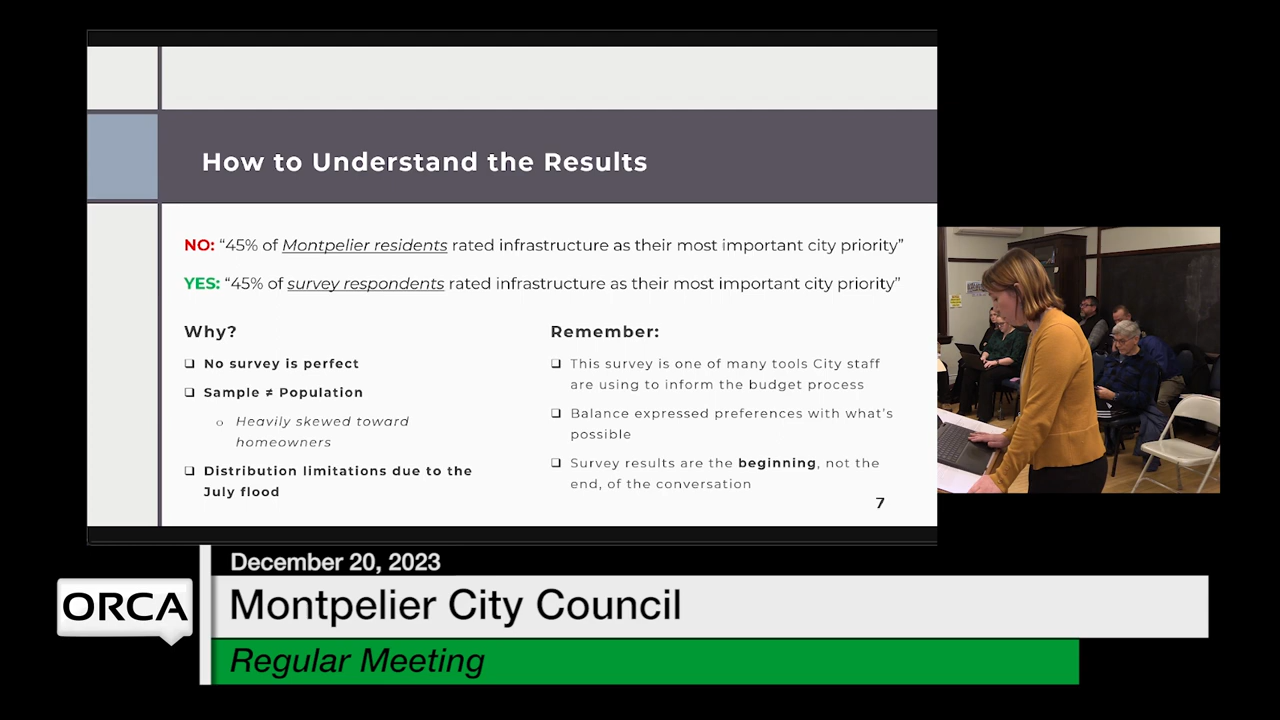 How to Understand the Results
NO: “45% of Montpelier residents rated infrastructure as their most important city priority”
YES: “45% of survey respondents rated infrastructure as their most important city priority”
Why?
❑ No survey is perfect
❑ Sample ≠ Population
o Heavily skewed toward
homeowners
❑ Distribution limitations due to the
July flood
Remember:
❑ This survey is one of many tools City staff
are using to inform the budget process
❑ Balance expressed preferences with what’s
possible
❑ Survey results are the beginning, not the
end, of the conversation
7
December 20, 2023
ORCA
Montpelier City Council
Regular Meeting